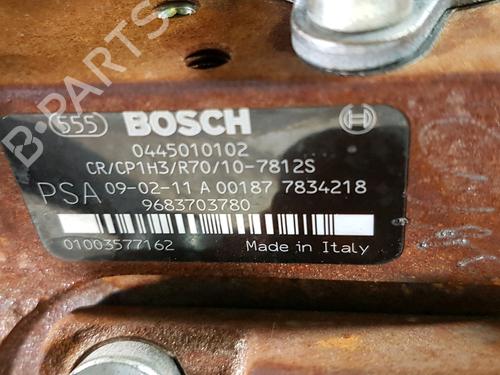 555 BOSCH
0445010102
CR/CP1H3/R70/10-7812S
PSA 09-02-11 A 00187 7834218
9683703780
01003577162 Made in Italy
B-PARTS